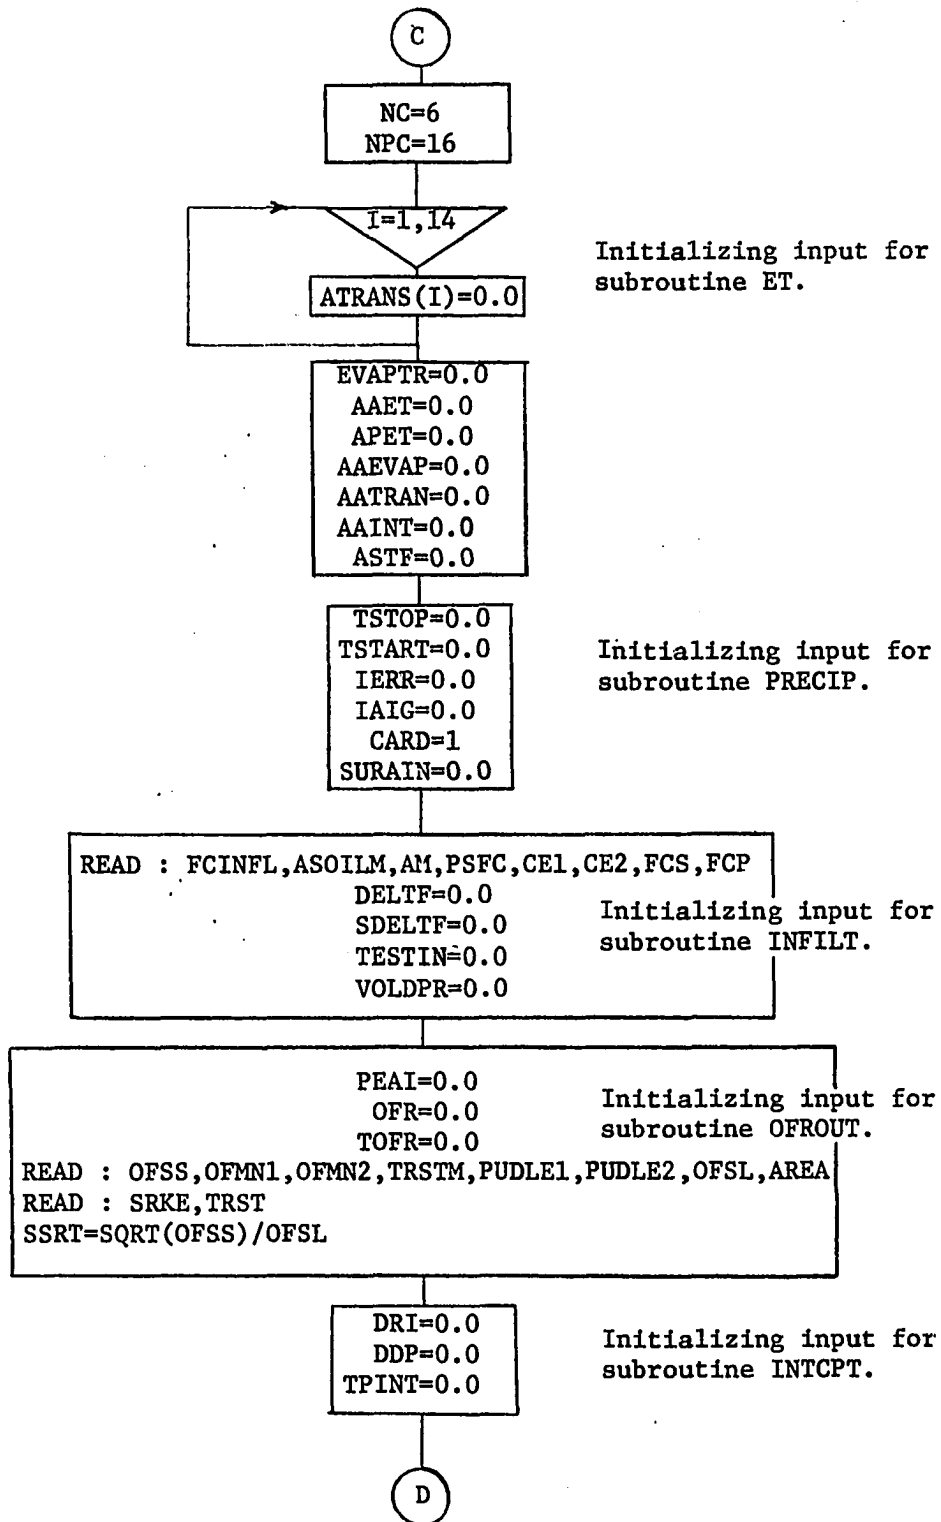 C
NC=6
NPC=16
I=1,14
Initializing input for
subroutine ET.
ATRANS(I)=0.0
EVAPTR=0.0
AAET=0.0
APET=0.0
AAEVAP=0.0
AATRAN=0.0
AAINT=0.0
ASTF=0.0
TSTOP=0.0
TSTART=0.0
IERR=0.0
IAIG=0.0
CARD=1
SURAIN=0.0
Initializing input for
subroutine PRECIP.
READ : FCINFL,ASOILM,AM,PSFC,CE1,CE2,FCS,FCP
DELTF=0.0
SDELTF=0.0
TESTIN=0.0
VOLDPR=0.0
Initializing input for
subroutine INFILT.
PEAI=0.0
OFR=0.0
TOFR=0.0
Initializing input for
subroutine OFROUT.
READ : OFSS,OFMN1,OFMN2,TRSTM,PUDLE1,PUDLE2,OFSL,AREA
READ : SRKE,TRST
SSRT=SQRT(OFSS)/OFSL
DRI=0.0
DDP=0.0
TPINT=0.0
Initializing input for
subroutine INTCPT.
D